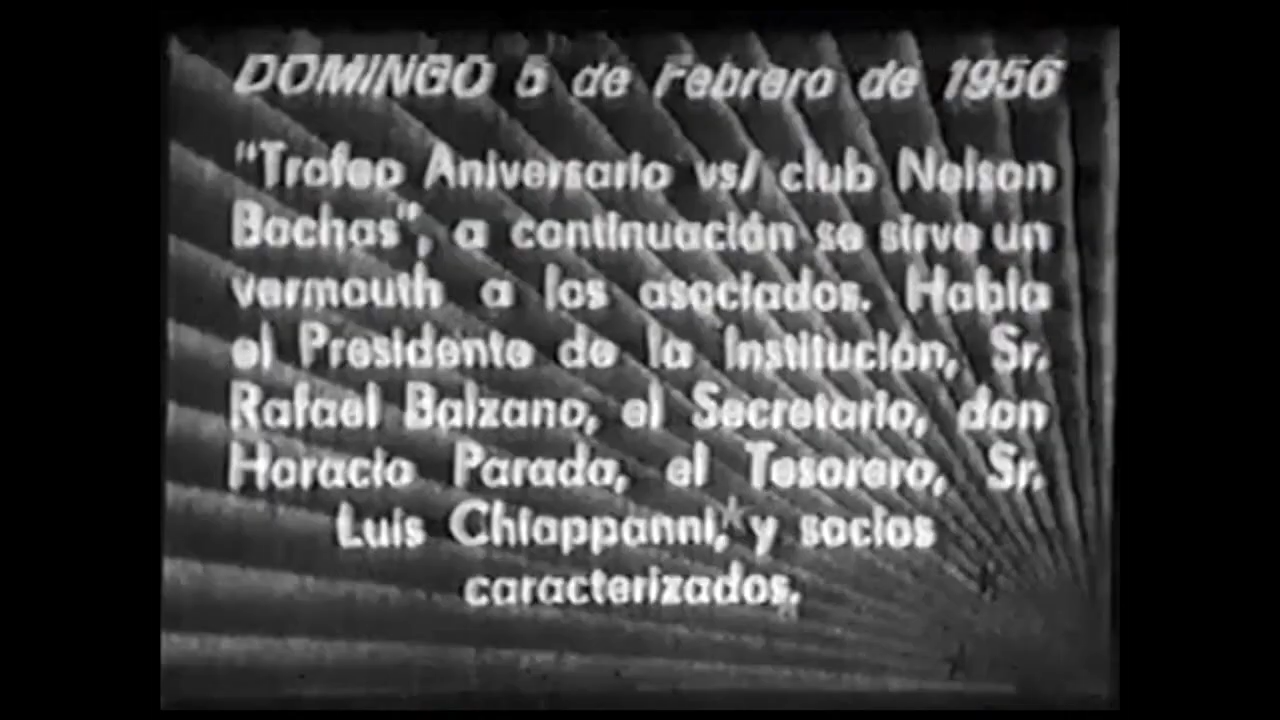 DOMINGO 5 de Febrero de 1956
"Trofeo Aniversario vs/ club Nelson
Bochas", a continuación se sirve un
vermouth a los asociados. Habla
el Presidente de la Institución, Sr.
Rafael Balzano, el Secretario, don
Horacio Parada, el Tesorero, Sr.
Luis Chiappanni, y socios
caracterizados.